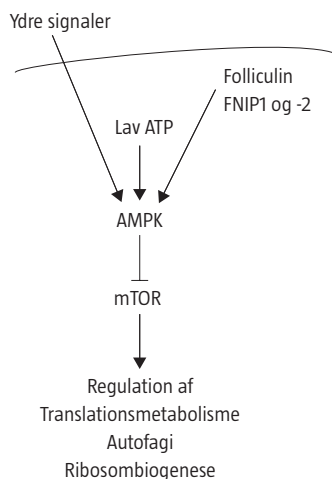 Ydre signaler
Folliculin
FNIP1 og -2
Lav ATP
AMPK
mTOR
Regulation af
Translationsmetabolisme
Autofagi
Ribosombiogenese